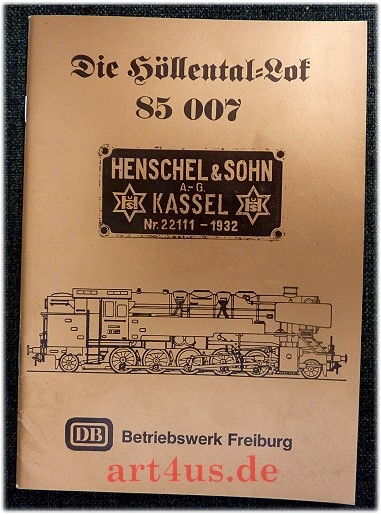 Die Höllental=Lok
85 007
HENSCHEL & SOHN
A.-G.
KASSEL
Nr. 22111 – 1932
DB Betriebswerk Freiburg
art4us.de